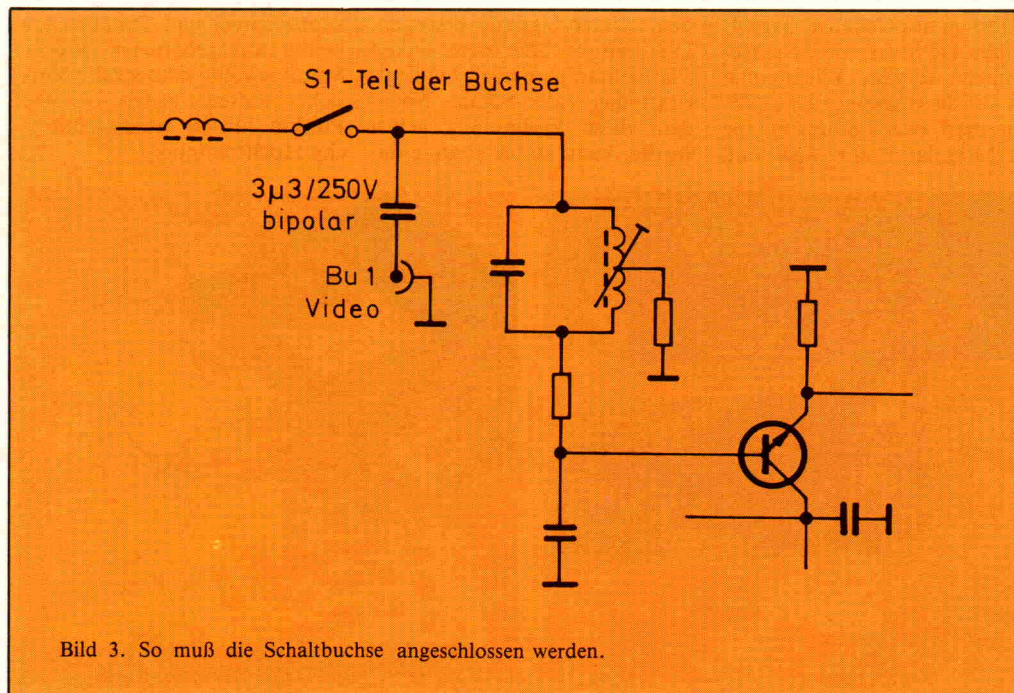 S1-Teil der Buchse
3µ3/250V
bipolar
Bu 1
Video
Bild 3. So muß die Schaltbuchse angeschlossen werden.